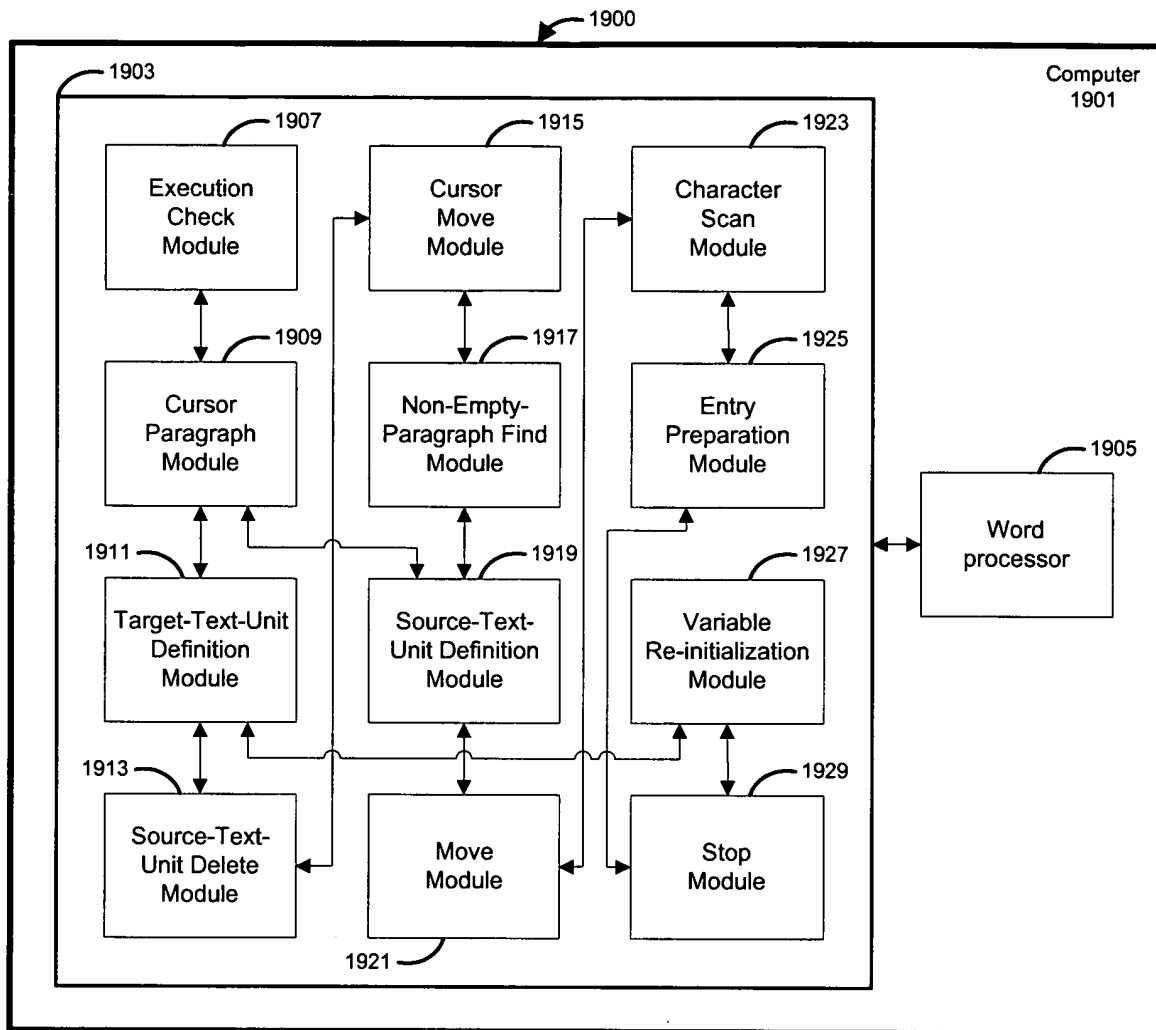 1900
1903
Computer
1901
1907
1915
1923
Execution
Check
Module
Cursor
Move
Module
Character
Scan
Module
1909
1917
1925
Cursor
Paragraph
Module
Non-Empty-
Paragraph Find
Module
Entry
Preparation
Module
1905
Word
processor
1911
1919
1927
Target-Text-Unit
Definition
Module
Source-Text-
Unit Definition
Module
Variable
Re-initialization
Module
1913
1929
Source-Text-
Unit Delete
Module
Move
Module
Stop
Module
1921